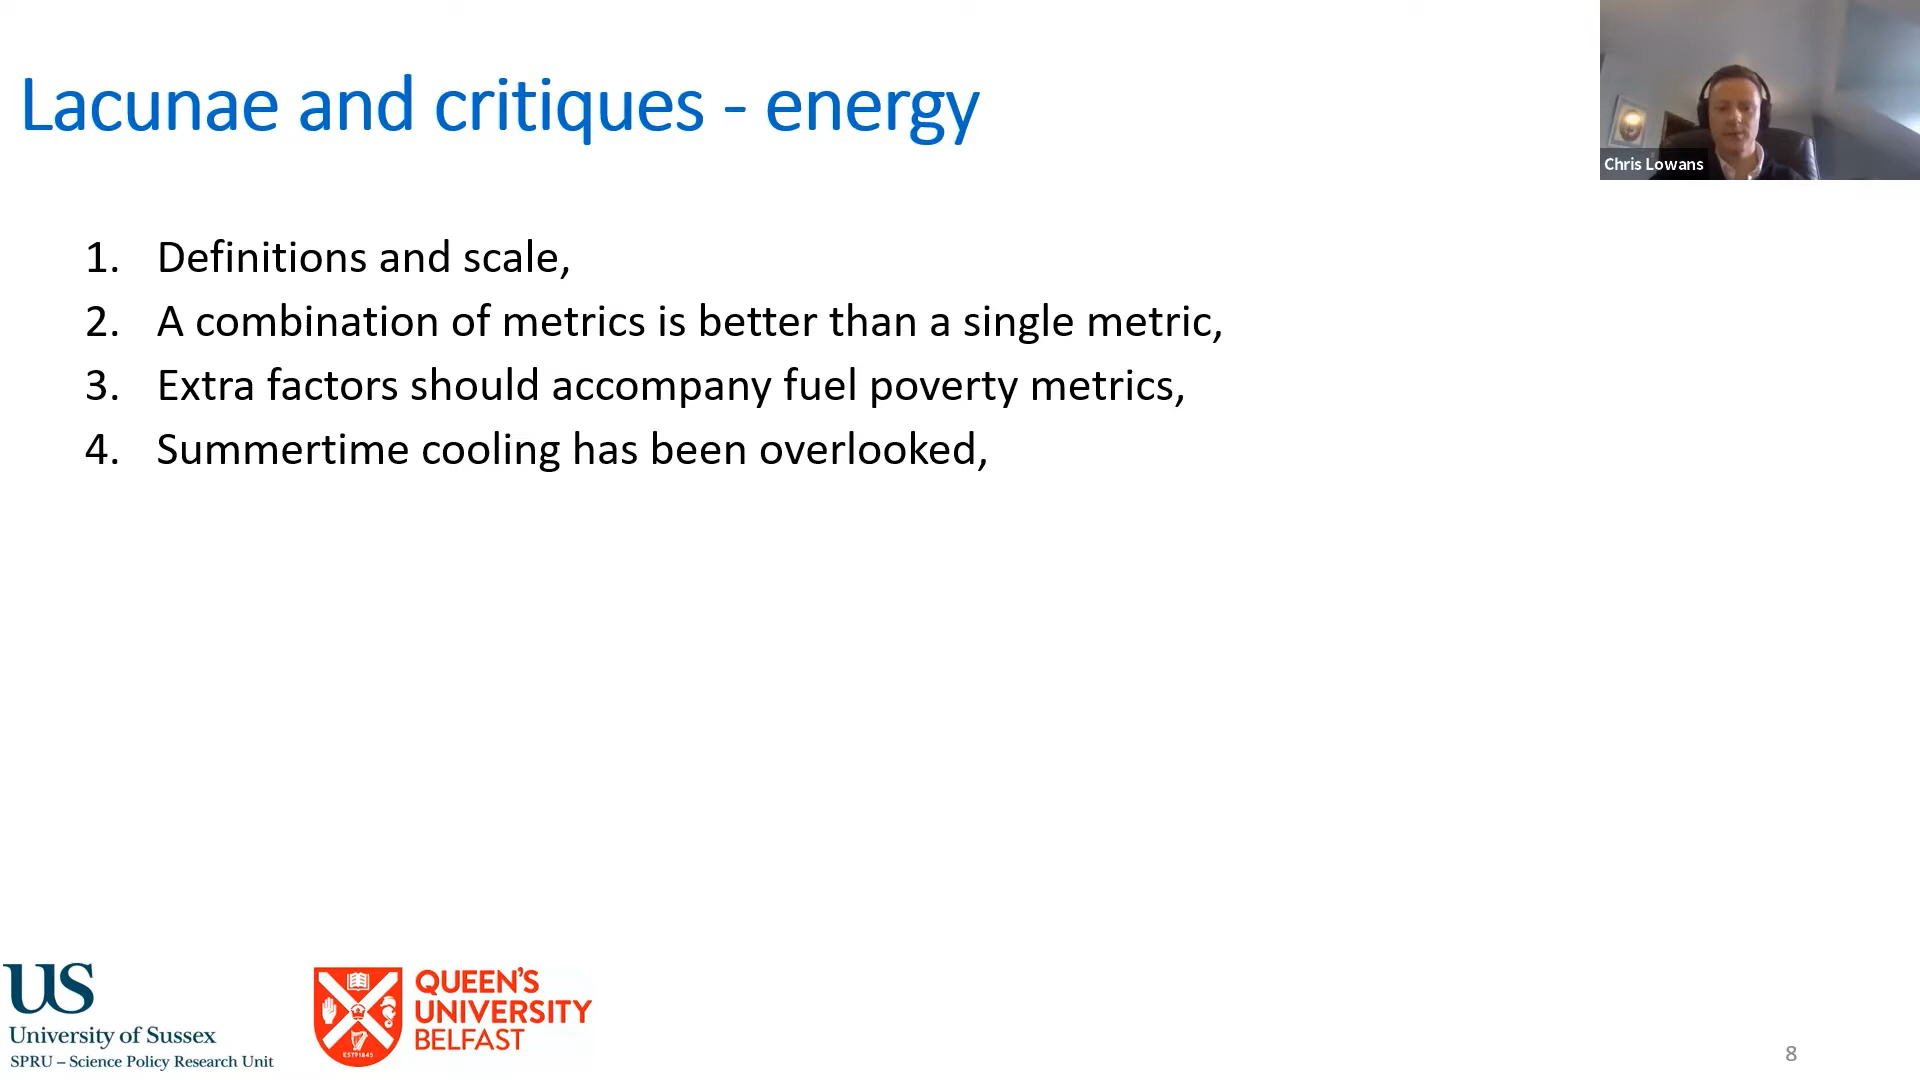 Lacunae and critiques - energy
Chris Lowans
1. Definitions and scale,
2. A combination of metrics is better than a single metric,
3. Extra factors should accompany fuel poverty metrics,
4. Summertime cooling has been overlooked,
US
University of Sussex
SPRU – Science Policy Research Unit
EST1845
QUEEN'S
UNIVERSITY
BELFAST
8